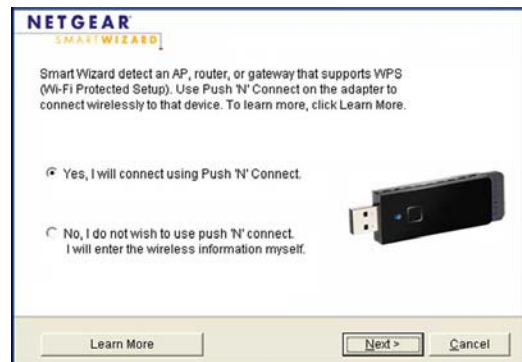 NETGEAR
SMARTWIZARD
Smart Wizard detect an AP, router, or gateway that supports WPS
(Wi-Fi Protected Setup). Use Push 'N' Connect on the adapter to
connect wirelessly to that device. To learn more, click Learn More.
Yes, I will connect using Push 'N' Connect.
No, I do not wish to use push 'N' connect.
I will enter the wireless information myself.
Learn More
Next >
Cancel